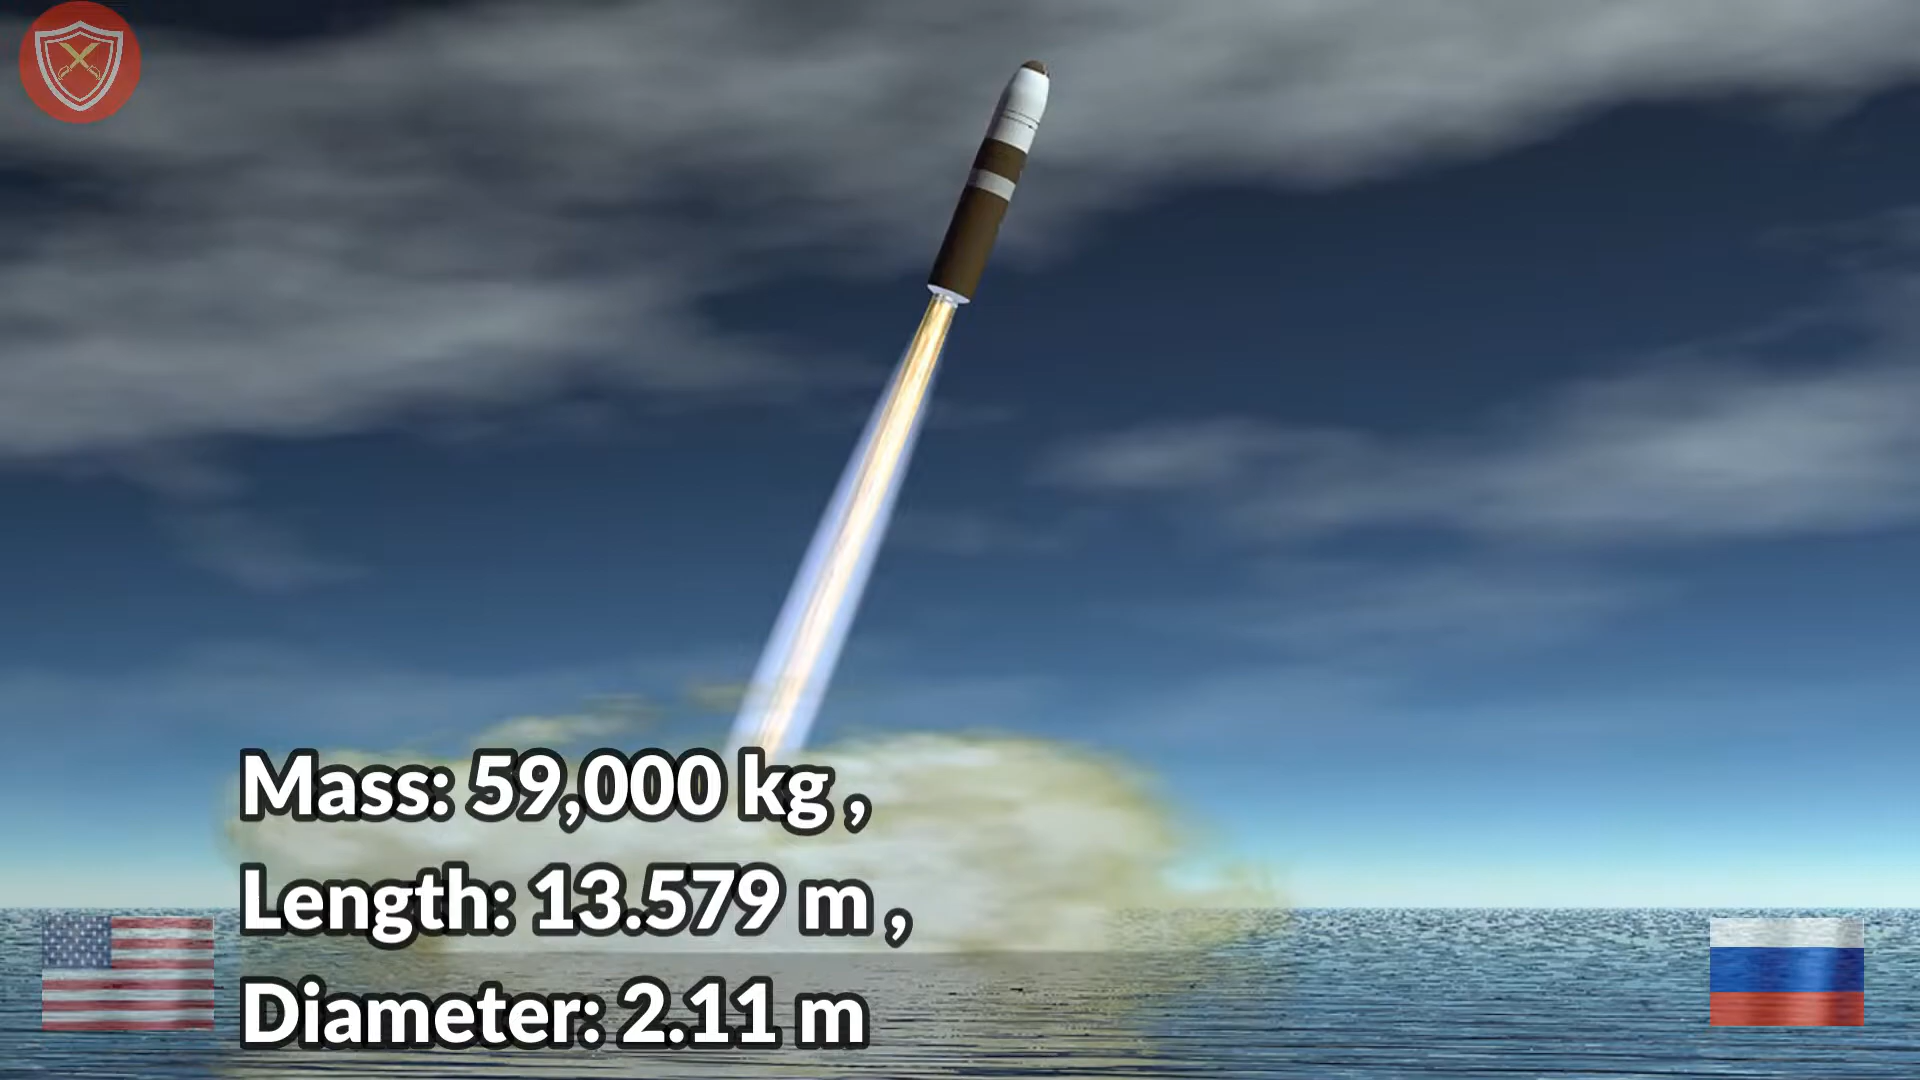 Mass: 59,000 kg ,
Length: 13.579 m ,
Diameter: 2.11 m